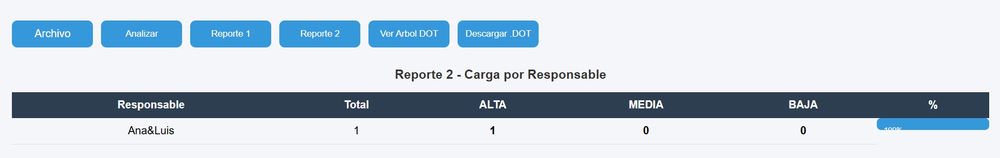 Archivo Analizar Reporte 1 Reporte 2 Ver Arbol DOT Descargar .DOT
Reporte 2 - Carga por Responsable
Responsable Total ALTA MEDIA BAJA %
Ana&Luis 1 1 0 0 100%